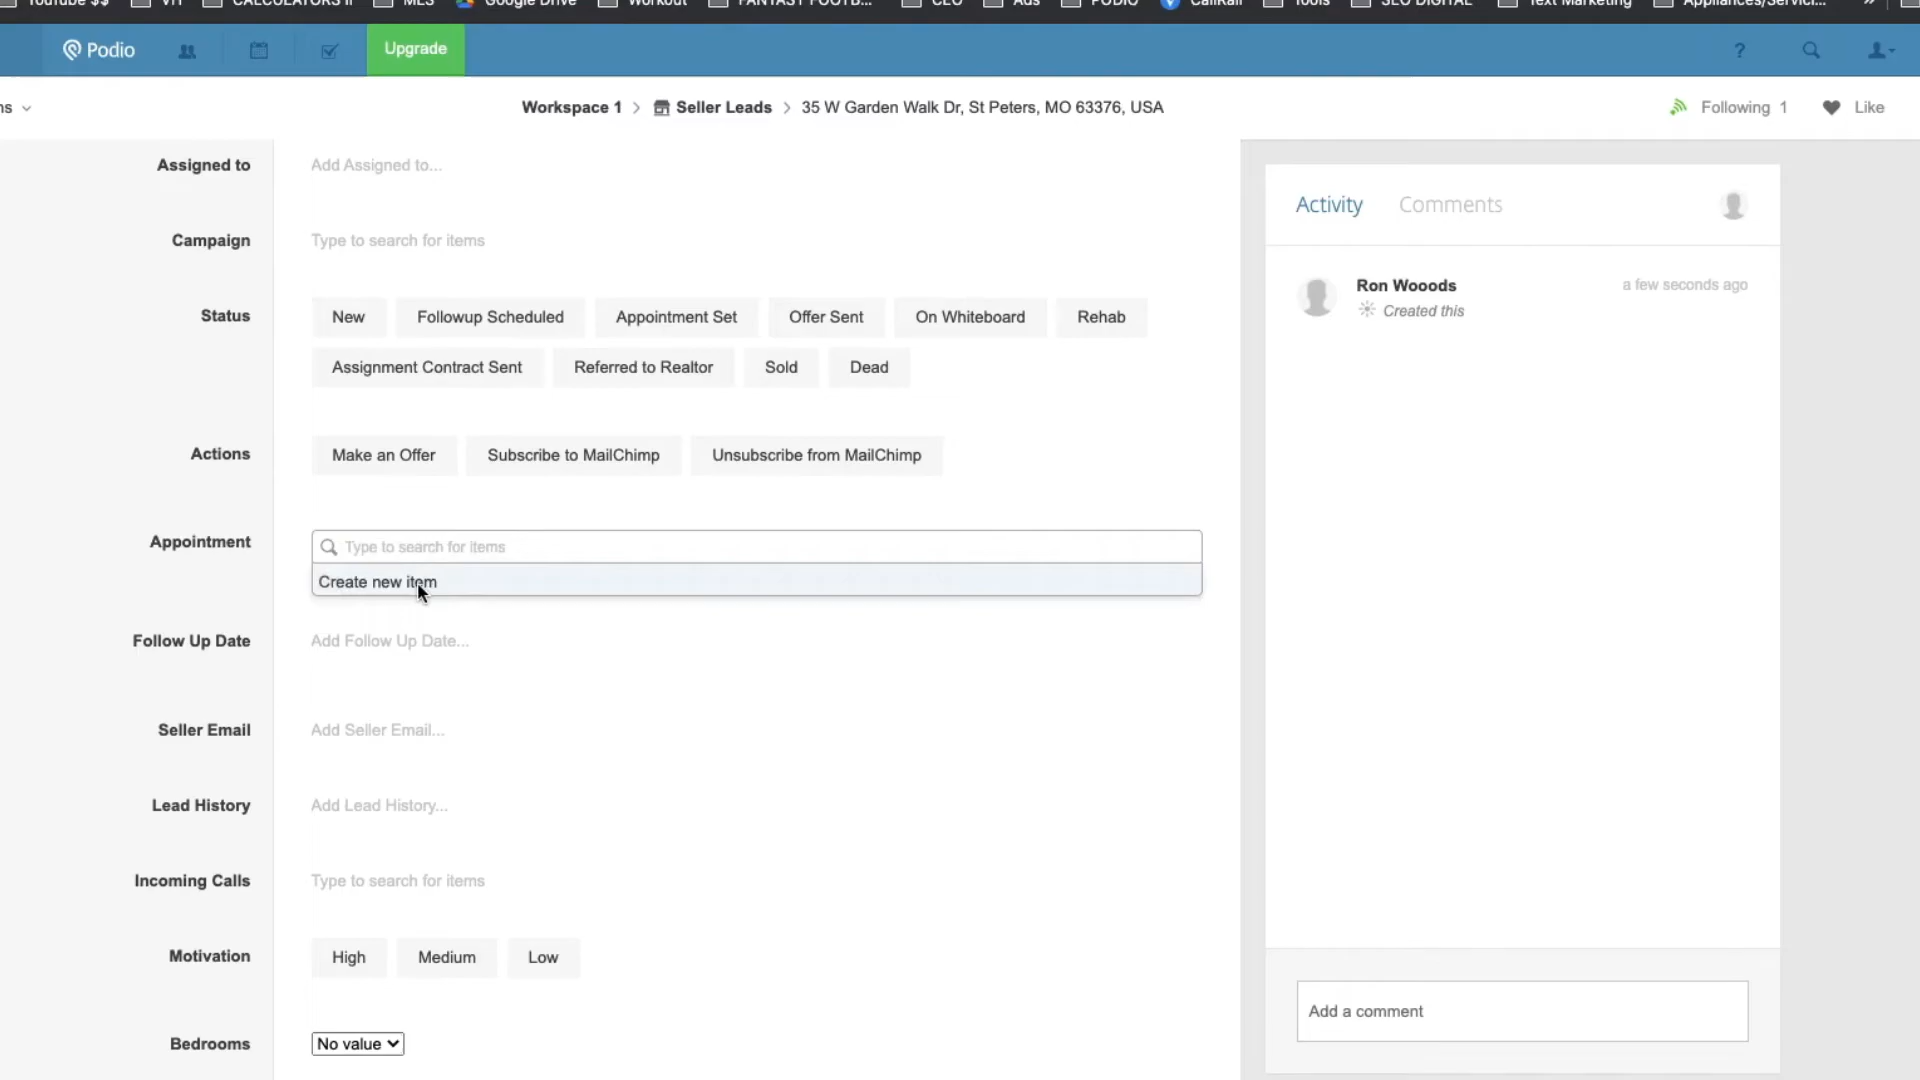 Youtube $$ VIT CALCULATORS II MLS Google Drive Workout FANTASY FOOTB... CEO Ads PODIO CallRail Tools SEO DIGITAL Text Marketing Appliances/Servici... »
Podio Upgrade ?
ns Workspace 1 > Seller Leads > 35 W Garden Walk Dr, St Peters, MO 63376, USA Following 1 Like
Assigned to Add Assigned to...
Campaign Type to search for items
Status New Followup Scheduled Appointment Set Offer Sent On Whiteboard Rehab
Assignment Contract Sent Referred to Realtor Sold Dead
Actions Make an Offer Subscribe to MailChimp Unsubscribe from MailChimp
Appointment Type to search for items
Create new item
Follow Up Date Add Follow Up Date...
Seller Email Add Seller Email...
Lead History Add Lead History...
Incoming Calls Type to search for items
Motivation High Medium Low
Bedrooms No value
Activity Comments
Ron Wooods a few seconds ago
Created this
Add a comment